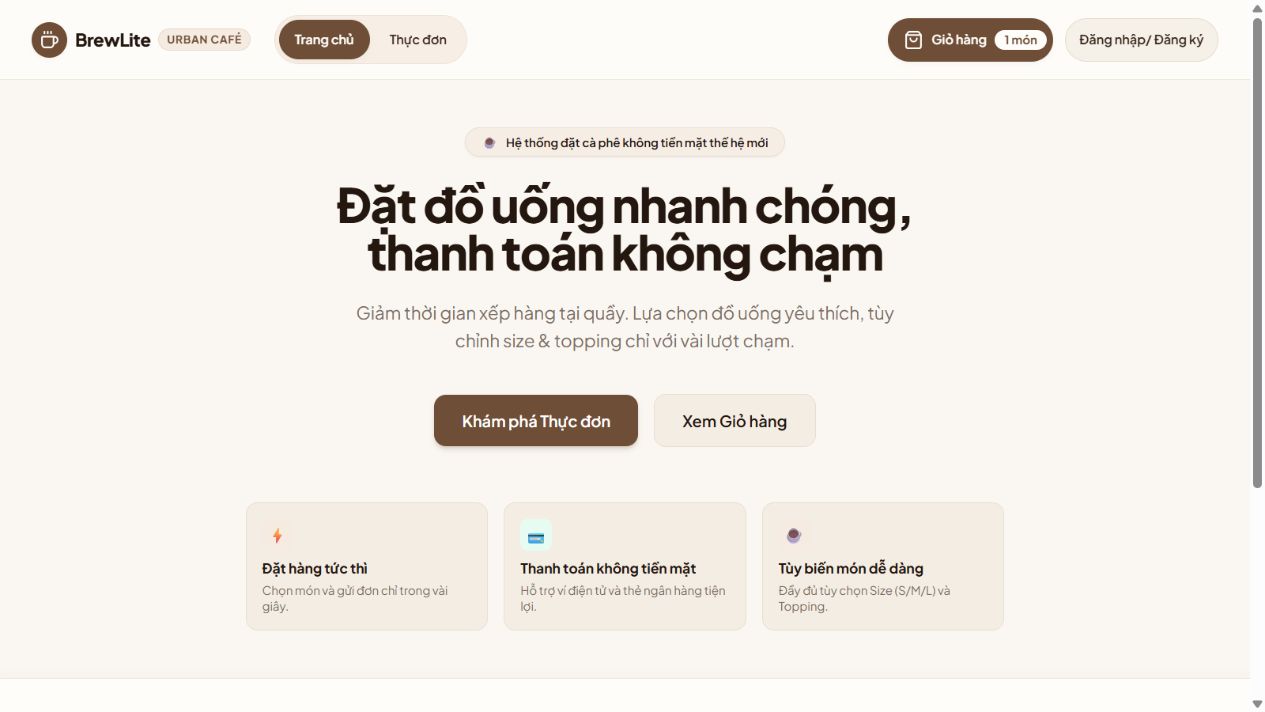 BrewLite
URBAN CAFÉ
Trang chủ
Thực đơn
Giỏ hàng
1 món
Đăng nhập/ Đăng ký
Hệ thống đặt cà phê không tiền mặt thế hệ mới
Đặt đồ uống nhanh chóng,
thanh toán không chạm
Giảm thời gian xếp hàng tại quầy. Lựa chọn đồ uống yêu thích, tùy
chỉnh size & topping chỉ với vài lượt chạm.
Khám phá Thực đơn
Xem Giỏ hàng
Đặt hàng tức thì
Chọn món và gửi đơn chỉ trong vài
giây.
Thanh toán không tiền mặt
Hỗ trợ ví điện tử và thẻ ngân hàng tiện
lợi.
Tùy biến món dễ dàng
Đầy đủ tùy chọn Size (S/M/L) và
Topping.